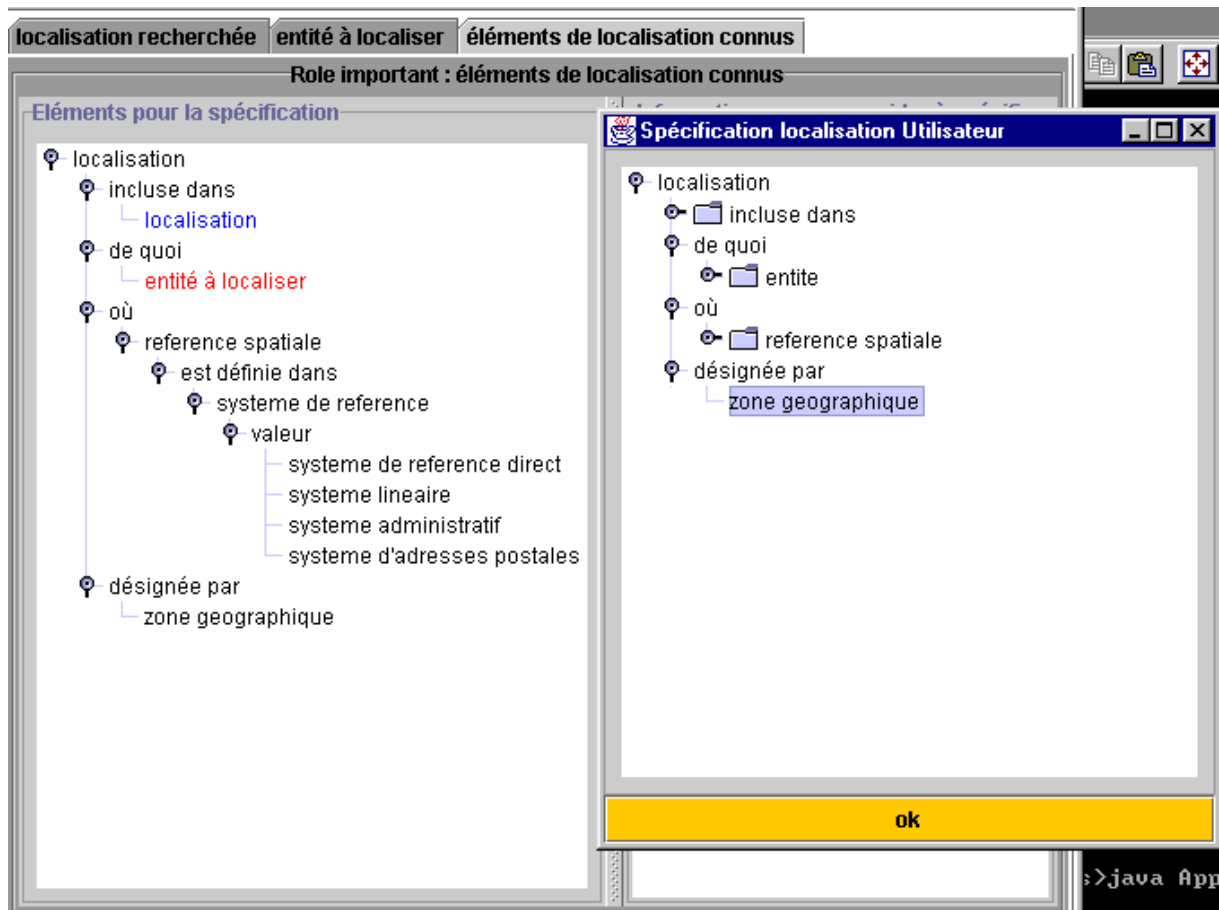 localisation recherchée
entité à localiser
éléments de localisation connus
Role important : éléments de localisation connus
Eléments pour la spécification
localisation
incluse dans
localisation
de quoi
entité à localiser
où
reference spatiale
est définie dans
systeme de reference
valeur
systeme de reference direct
systeme lineaire
systeme administratif
systeme d'adresses postales
désignée par
zone geographique
Spécification localisation Utilisateur
localisation
incluse dans
de quoi
entite
où
reference spatiale
désignée par
zone geographique
ok
s>java App